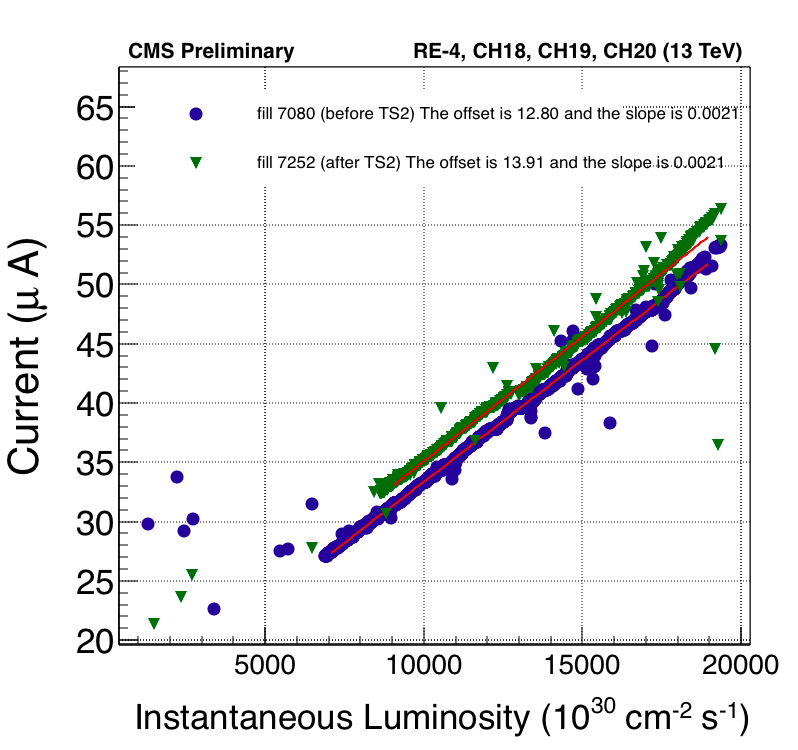 CMS Preliminary RE-4, CH18, CH19, CH20 (13 TeV)
65
fill 7080 (before TS2) The offset is 12.80 and the slope is 0.0021
fill 7252 (after TS2) The offset is 13.91 and the slope is 0.0021
60
55
50
45
40
35
30
25
20
Current (μ A)
5000 10000 15000 20000
Instantaneous Luminosity (10³⁰ cm⁻² s⁻¹)